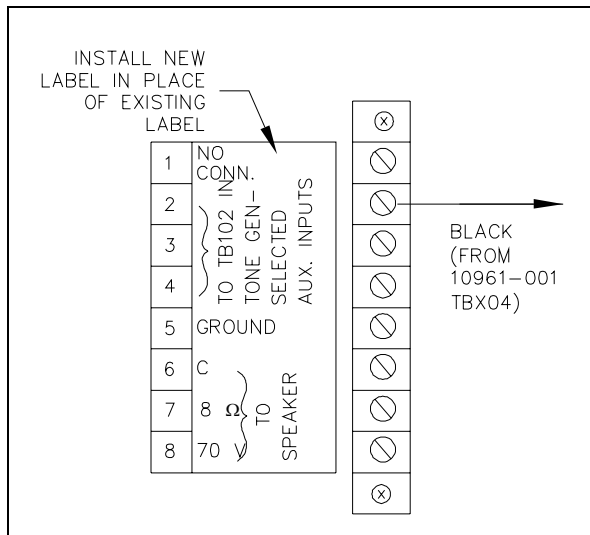 INSTALL NEW
LABEL IN PLACE
OF EXISTING
LABEL
1
NO
CONN.
2
3
4
TO TB102 IN
TONE GEN-
SELECTED
AUX. INPUTS
5 GROUND
6 C
7 8 Ω
8 70 V
TO
SPEAKER
BLACK
(FROM
10961-001
TBX04)